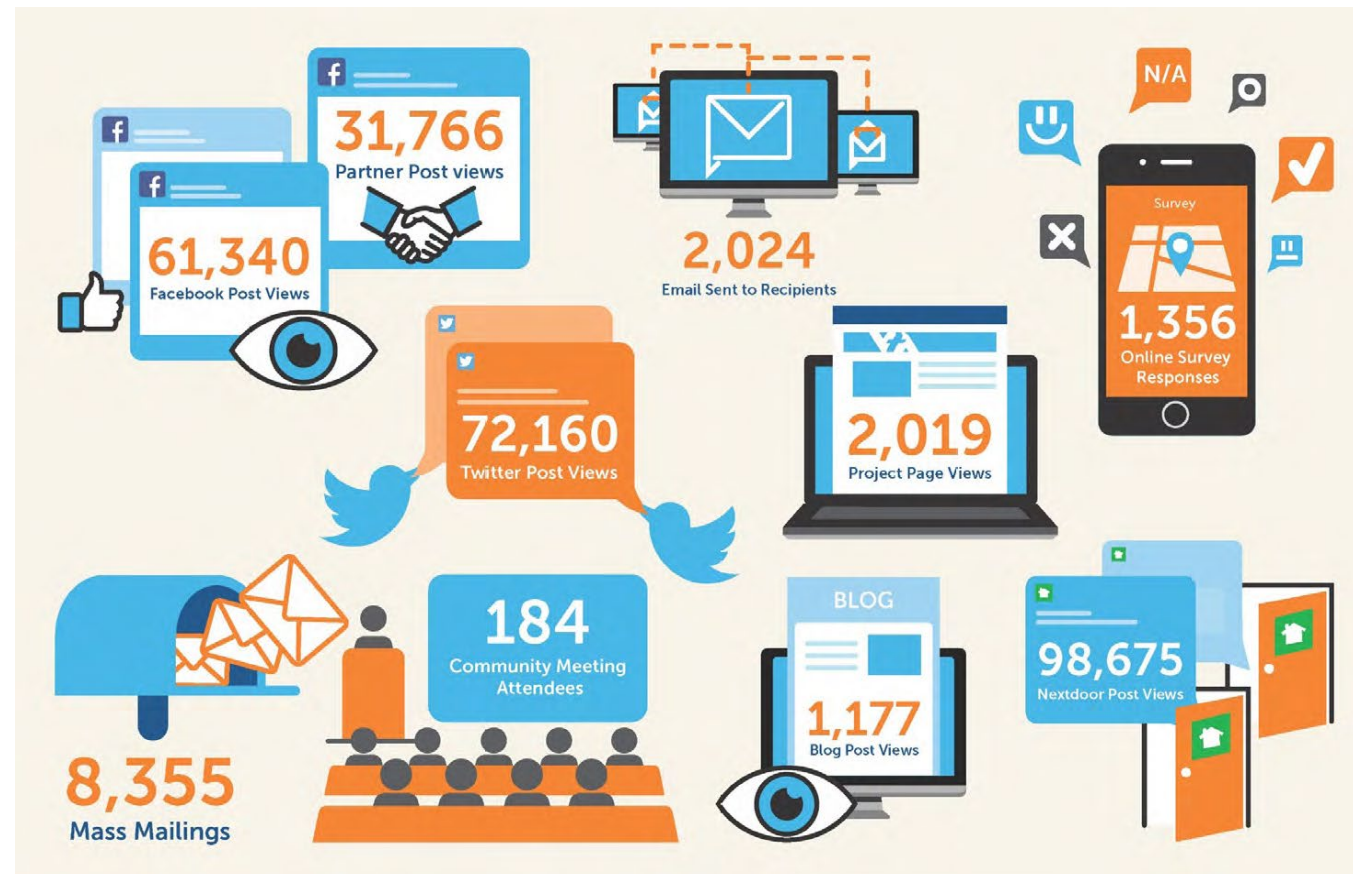 f
31,766
Partner Post views
f
f
61,340
Facebook Post Views
2,024
Email Sent to Recipients
N/A
Survey
1,356
Online Survey
Responses
72,160
Twitter Post Views
2,019
Project Page Views
8,355
Mass Mailings
184
Community Meeting
Attendees
BLOG
1,177
Blog Post Views
98,675
Nextdoor Post Views